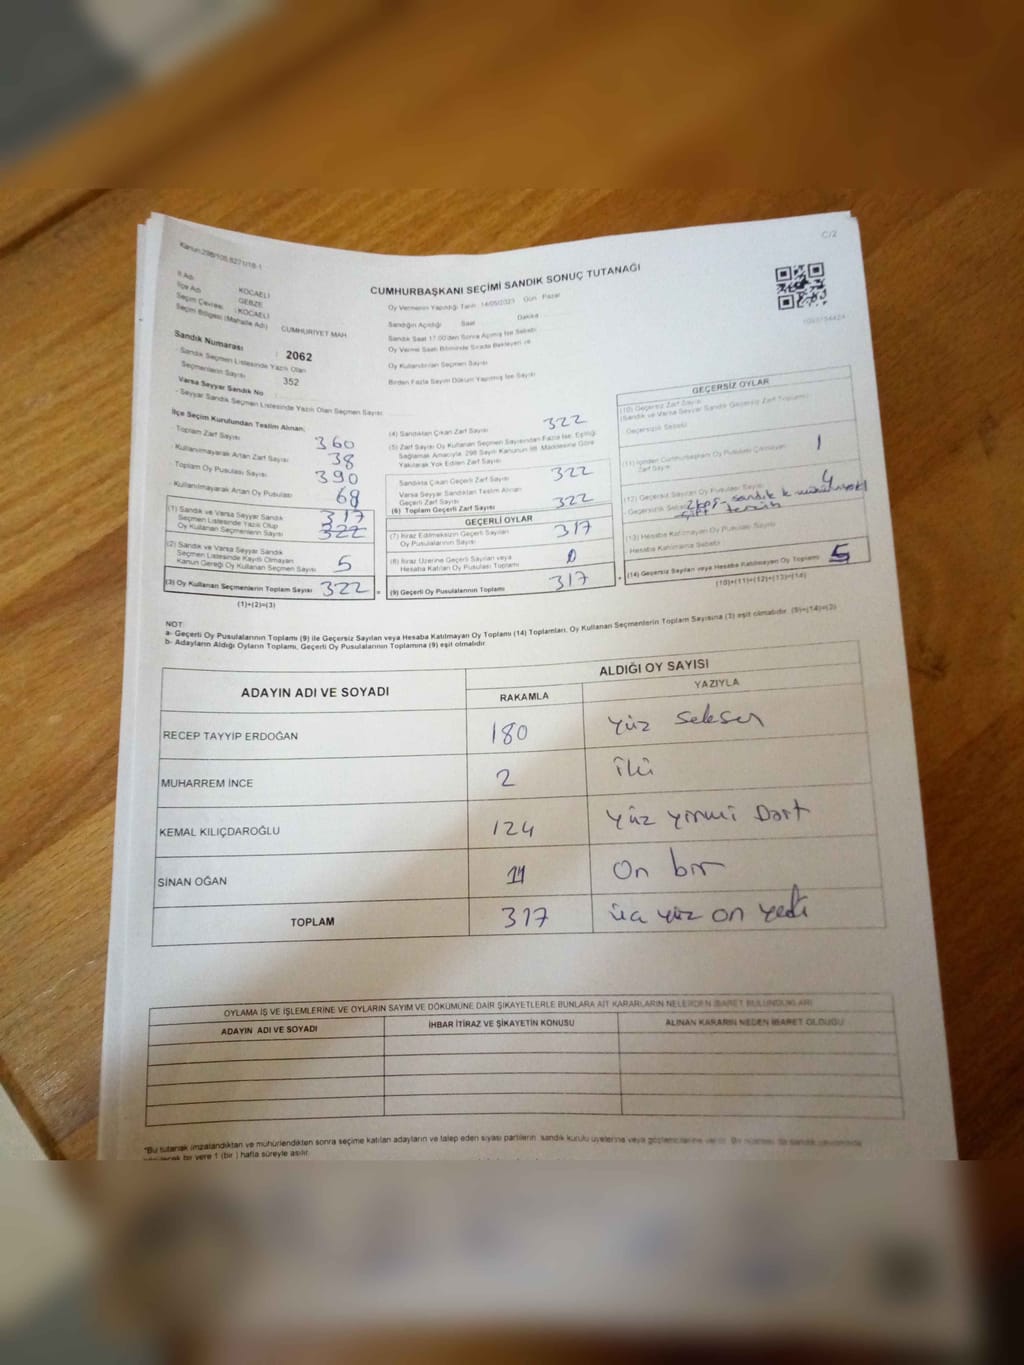 C/2
Kanun:298/105,6271/18-1
CUMHURBAŞKANI SEÇİMİ SANDIK SONUÇ TUTANAĞI
İl Adı : KOCAELİ
İlçe Adı : GEBZE
Seçim Çevresi : KOCAELİ
Seçim Bölgesi (Mahalle Adı) CUMHURİYET MAH
Sandık Numarası : 2062
- Sandık Seçmen Listesinde Yazılı Olan
Seçmenlerin Sayısı 352
Varsa Seyyar Sandık No
- Seyyar Sandık Seçmen Listesinde Yazılı Olan Seçmen Sayısı
Oy Vermenin Yapıldığı Tarih 14/05/2023 Gün Pazar
Sandığın Açıldığı Saat Dakika
Sandık Saat 17.00'den Sonra Açılmış İse Sebebi
Oy Verme Saati Bitiminde Sırada Bekleyen ve
Oy Kullandırılan Seçmen Sayısı
Birden Fazla Sayım Döküm Yapılmış İse Sayısı
İlçe Seçim Kurulundan Teslim Alınan;
- Toplam Zarf Sayısı 360
- Kullanılmayarak Artan Zarf Sayısı 38
- Toplam Oy Pusulası Sayısı 390
- Kullanılmayarak Artan Oy Pusulası 68
(1) Sandık ve Varsa Seyyar Sandık
Seçmen Listesinde Yazılı Olup
Oy Kullanan Seçmenlerin Sayısı
317
322
(2) Sandık ve Varsa Seyyar Sandık
Seçmen Listesinde Kayıtlı Olmayan
Kanun Gereği Oy Kullanan Seçmen Sayısı 5
(3) Oy Kullanan Seçmenlerin Toplam Sayısı 322 =
(1)+(2)=(3)
(4) Sandıktan Çıkan Zarf Sayısı 322
(5) Zarf Sayısı Oy Kullanan Seçmen Sayısından Fazla İse, Eşitliği
Sağlamak Amacıyla, 298 Sayılı Kanunun 98. Maddesine Göre
Yakılarak Yok Edilen Zarf Sayısı
Sandıkta Çıkan Geçerli Zarf Sayısı 322
Varsa Seyyar Sandıktan Teslim Alınan
Geçerli Zarf Sayısı
(6) Toplam Geçerli Zarf Sayısı 322
GEÇERLİ OYLAR
(7) İtiraz Edilmeksizin Geçerli Sayılan
Oy Pusulalarının Sayısı 317
(8) İtiraz Üzerine Geçerli Sayılan veya
Hesaba Katılan Oy Pusulası Toplamı 0
(9) Geçerli Oy Pusulalarının Toplamı 317 +
GEÇERSİZ OYLAR
(10) Geçersiz Zarf Sayısı
(Sandık ve Varsa Seyyar Sandık Geçersiz Zarf Toplamı)
Geçersizlik Sebebi
(11) İçinden Cumhurbaşkanı Oy Pusulası Çıkmayan
Zarf Sayısı 1
(12) Geçersiz Sayılan Oy Pusulası Sayısı 4
Geçersizlik Sebebi
(13) Hesaba Katılmayan Oy Pusulası Sayısı
Hesaba Katılmama Sebebi
(14) Geçersiz Sayılan veya Hesaba Katılmayan Oy Toplamı 5
(10)+(11)+(12)+(13)=(14)
NOT:
a- Geçerli Oy Pusulalarının Toplamı (9) ile Geçersiz Sayılan veya Hesaba Katılmayan Oy Toplamı (14) Toplamları, Oy Kullanan Seçmenlerin Toplam Sayısına (3) eşit olmalıdır. (9)+(14)=(3)
b- Adayların Aldığı Oyların Toplamı, Geçerli Oy Pusulalarının Toplamına (9) eşit olmalıdır.
ADAYIN ADI VE SOYADI ALDIĞI OY SAYISI
RAKAMLA YAZIYLA
RECEP TAYYİP ERDOĞAN 180 yüz seksen
MUHARREM İNCE 2 iki
KEMAL KILIÇDAROĞLU 124 yüz yirmi Dört
SİNAN OĞAN 11 On bir
TOPLAM 317 üç yüz on yedi
OYLAMA İŞ VE İŞLEMLERİNE VE OYLARIN SAYIM VE DÖKÜMÜNE DAİR ŞİKAYETLERLE BUNLARA AİT KARARLARIN NELERDEN İBARET BULUNDUKLARI
ADAYIN ADI VE SOYADI İHBAR İTİRAZ VE ŞİKAYETİN KONUSU ALINAN KARARIN NEDEN İBARET OLDUĞU
*Bu tutanak imzalandıktan ve mühürlendikten sonra seçime katılan adayların ve talep eden siyasi partilerin sandık kurulu üyelerine veya
bir yere 1 (bir ) hafta süreyle asılır.